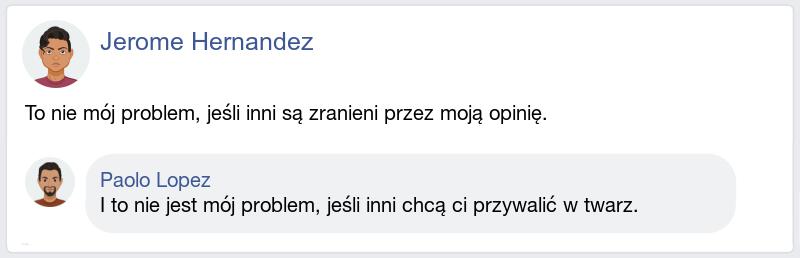 Jerome Hernandez
To nie mój problem, jeśli inni są zranieni przez moją opinię.
Paolo Lopez
I to nie jest mój problem, jeśli inni chcą ci przywalić w twarz.